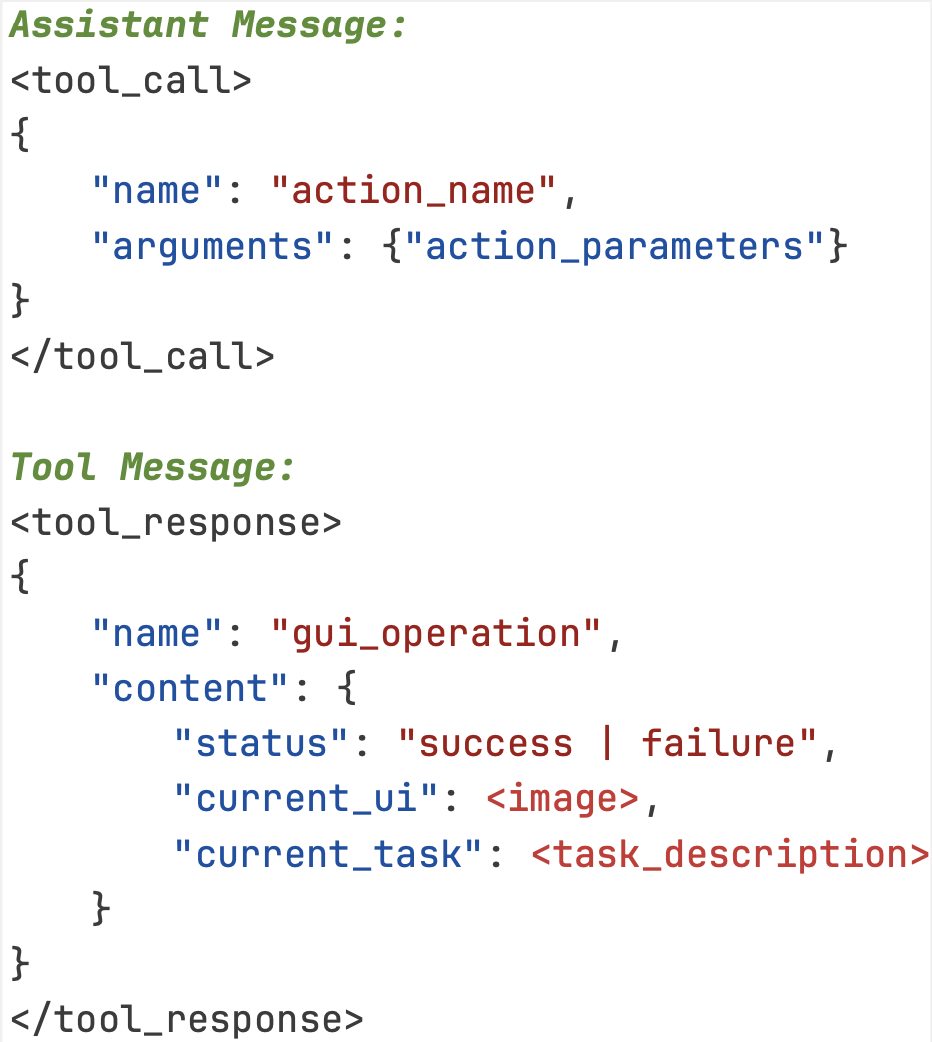 Assistant Message:
<tool_call>
{
    "name": "action_name",
    "arguments": {"action_parameters"}
}
</tool_call>

Tool Message:
<tool_response>
{
    "name": "gui_operation",
    "content": {
        "status": "success | failure",
        "current_ui": <image>,
        "current_task": <task_description>
    }
}
</tool_response>